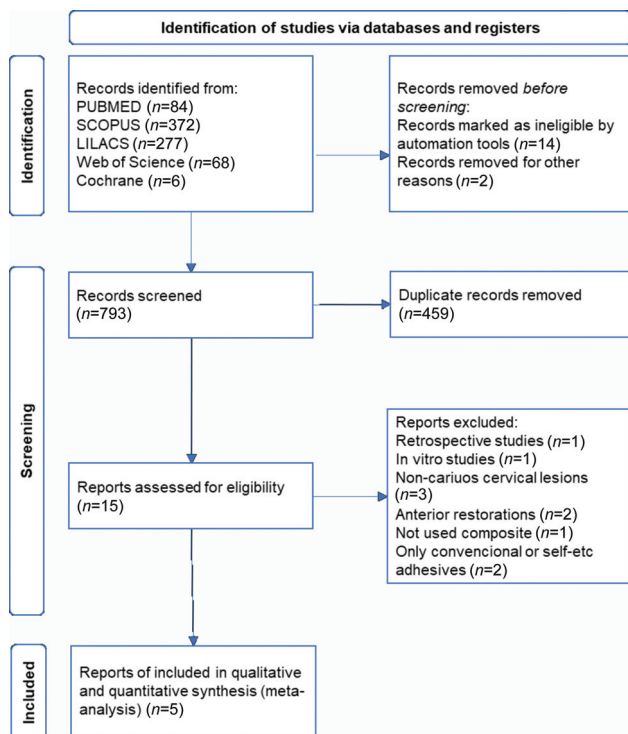 Identification of studies via databases and registers
Identification
Records identified from:
PUBMED (n=84)
SCOPUS (n=372)
LILACS (n=277)
Web of Science (n=68)
Cochrane (n=6)
Records removed before
screening:
Records marked as ineligible by
automation tools (n=14)
Records removed for other
reasons (n=2)
Screening
Records screened
(n=793)
Duplicate records removed
(n=459)
Reports assessed for eligibility
(n=15)
Reports excluded:
Retrospective studies (n=1)
In vitro studies (n=1)
Non-cariuos cervical lesions
(n=3)
Anterior restorations (n=2)
Not used composite (n=1)
Only convencional or self-etc
adhesives (n=2)
Included
Reports of included in qualitative
and quantitative synthesis (meta-
analysis) (n=5)